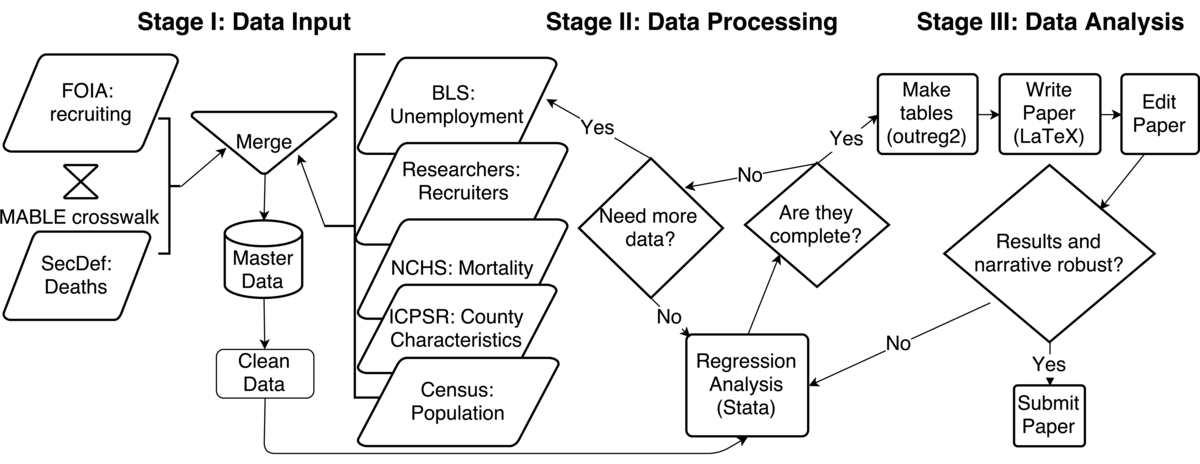 Stage I: Data Input
Stage II: Data Processing
Stage III: Data Analysis
FOIA:
recruiting
MABLE crosswalk
SecDef:
Deaths
Merge
Master
Data
Clean
Data
BLS:
Unemployment
Researchers:
Recruiters
NCHS: Mortality
ICPSR: County
Characteristics
Census:
Population
Yes
Need more
data?
No
No
Are they
complete?
Yes
Regression
Analysis
(Stata)
Make
tables
(outreg2)
Write
Paper
(LaTeX)
Edit
Paper
Results and
narrative robust?
No
Yes
Submit
Paper